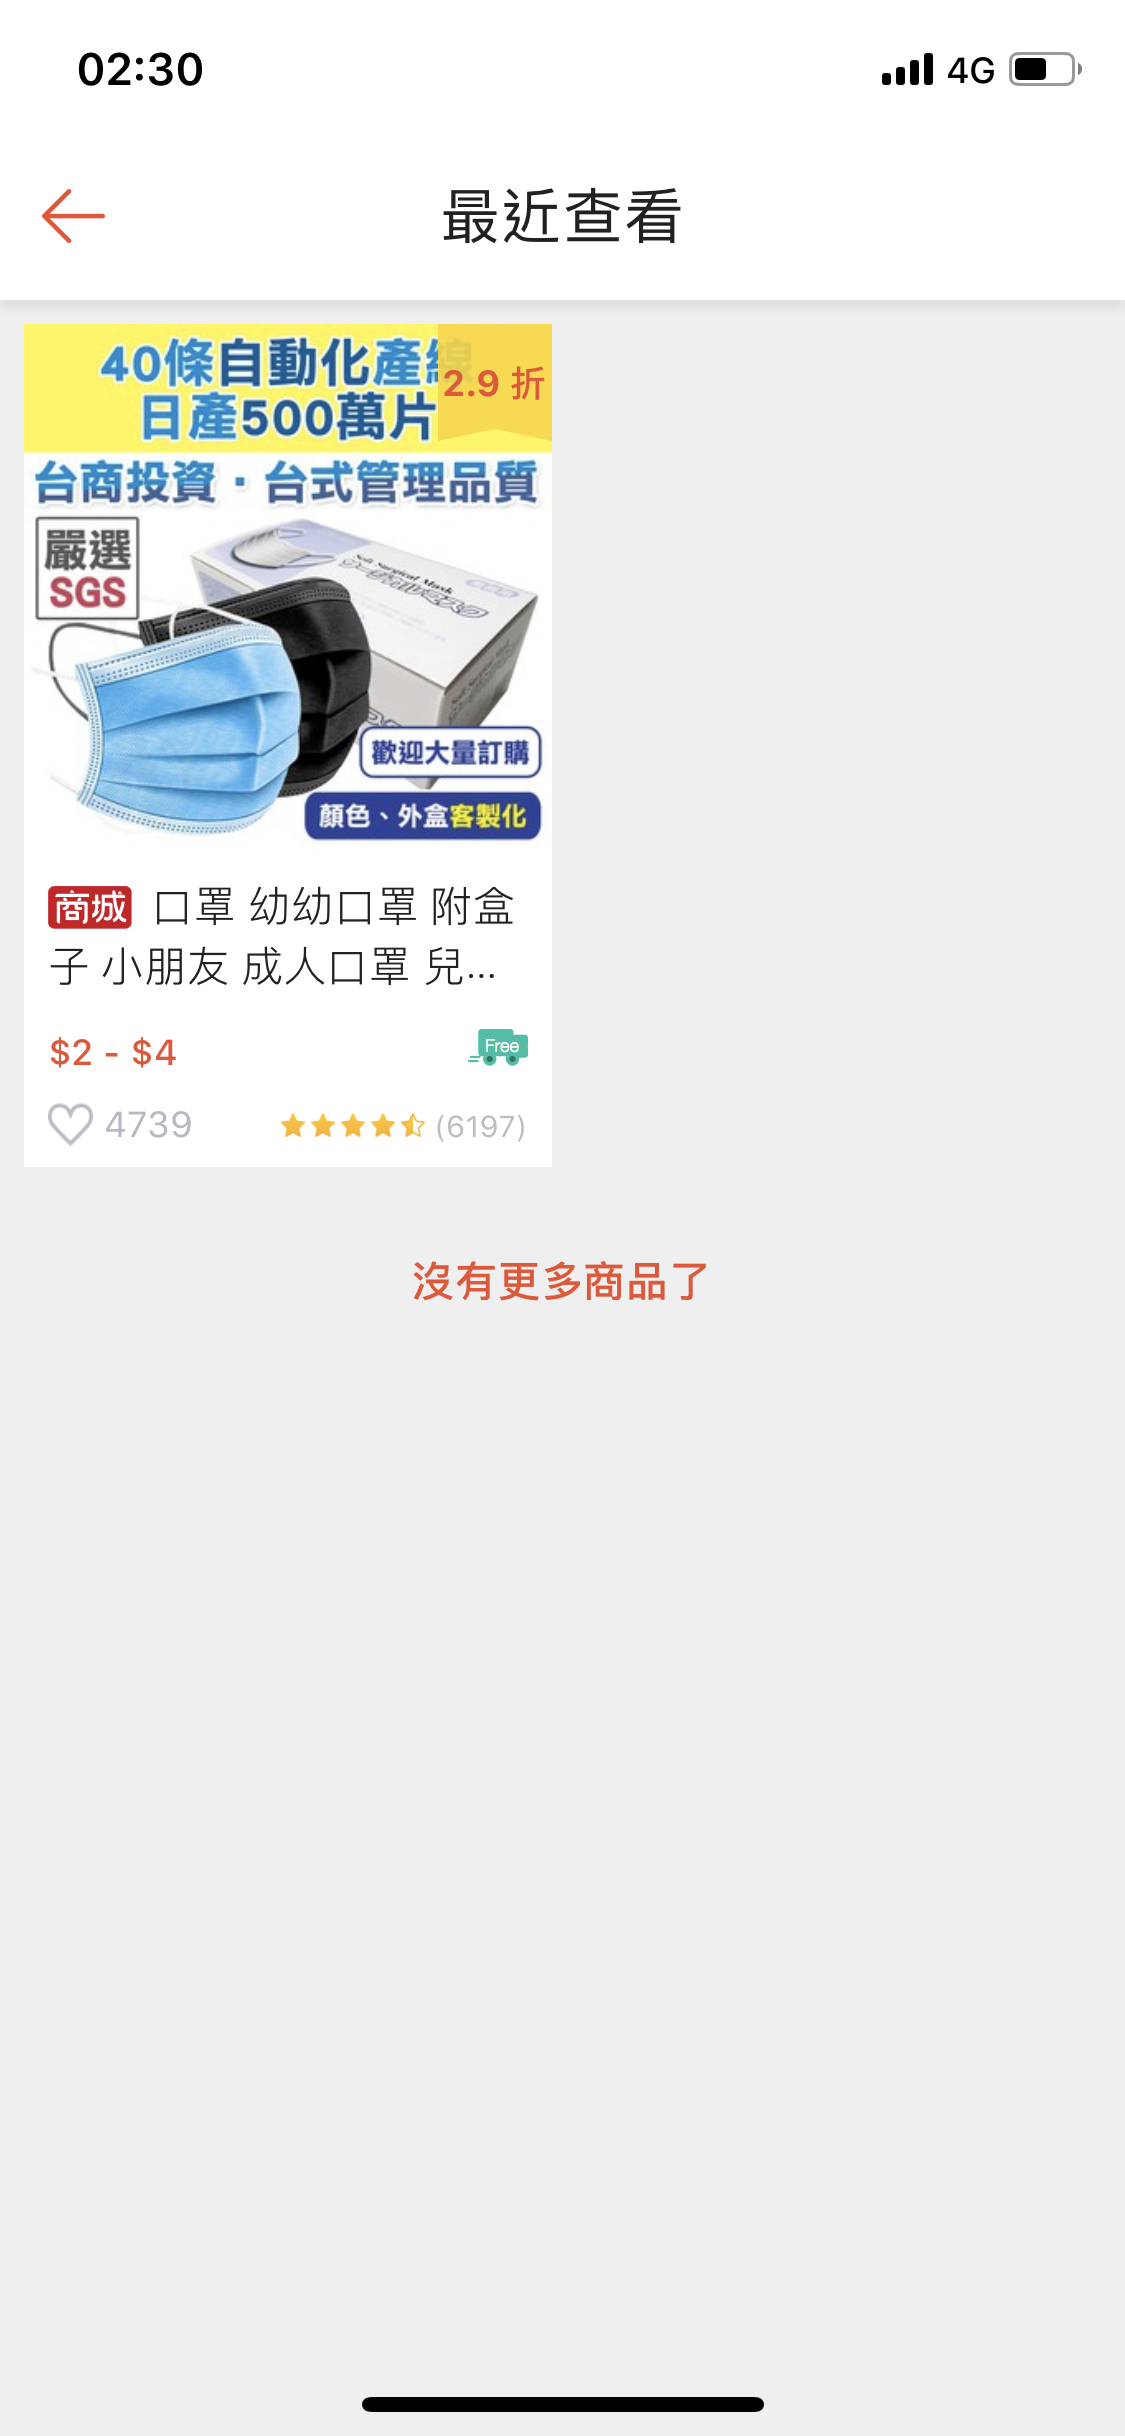 02:30
4G
最近查看
40條自動化產線
2.9 折
日產500萬片
台商投資·台式管理品質
嚴選
SGS
Soft Surgical Mask
歡迎大量訂購
顏色、外盒客製化
商城 口罩 幼幼口罩 附盒
子 小朋友 成人口罩 兒...
$2 - $4
Free
4739
(6197)
沒有更多商品了